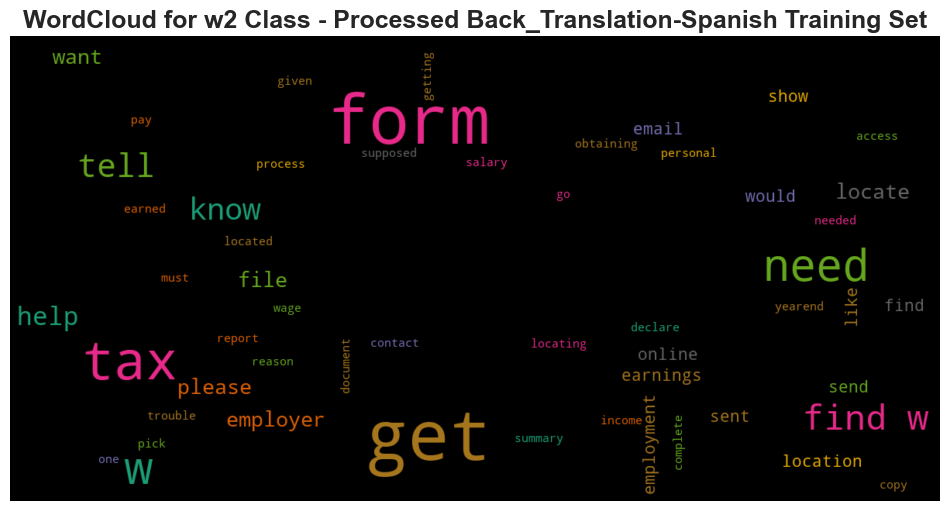 WordCloud for w2 Class - Processed Back_Translation-Spanish Training Set
want
given
getting
form
show
pay
email
access
tell
process
supposed
salary
obtaining
personal
earned
know
go
would
locate
needed
located
must
file
need
help
wage
like
yearend
find
report
contact
locating
declare
tax
reason
document
online
please
earnings
send
trouble
employer
get
income
employment
complete
sent
find w
pick
summary
one
w
location
copy